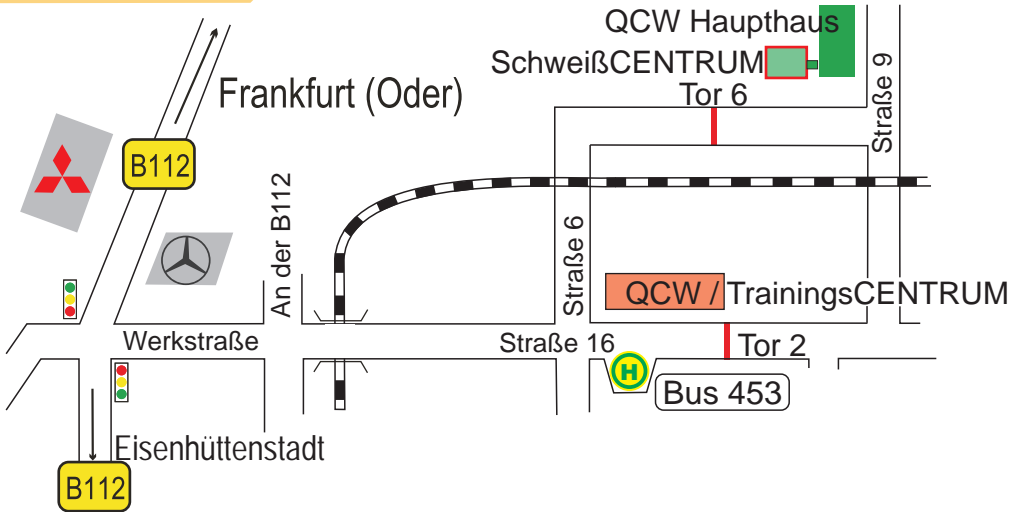 QCW Haupthaus
SchweißCENTRUM
Tor 6
Frankfurt (Oder)
Straße 9
B112
An der B112
Straße 6
QCW / TrainingsCENTRUM
Werkstraße
Straße 16
Tor 2
H
Bus 453
Eisenhüttenstadt
B112